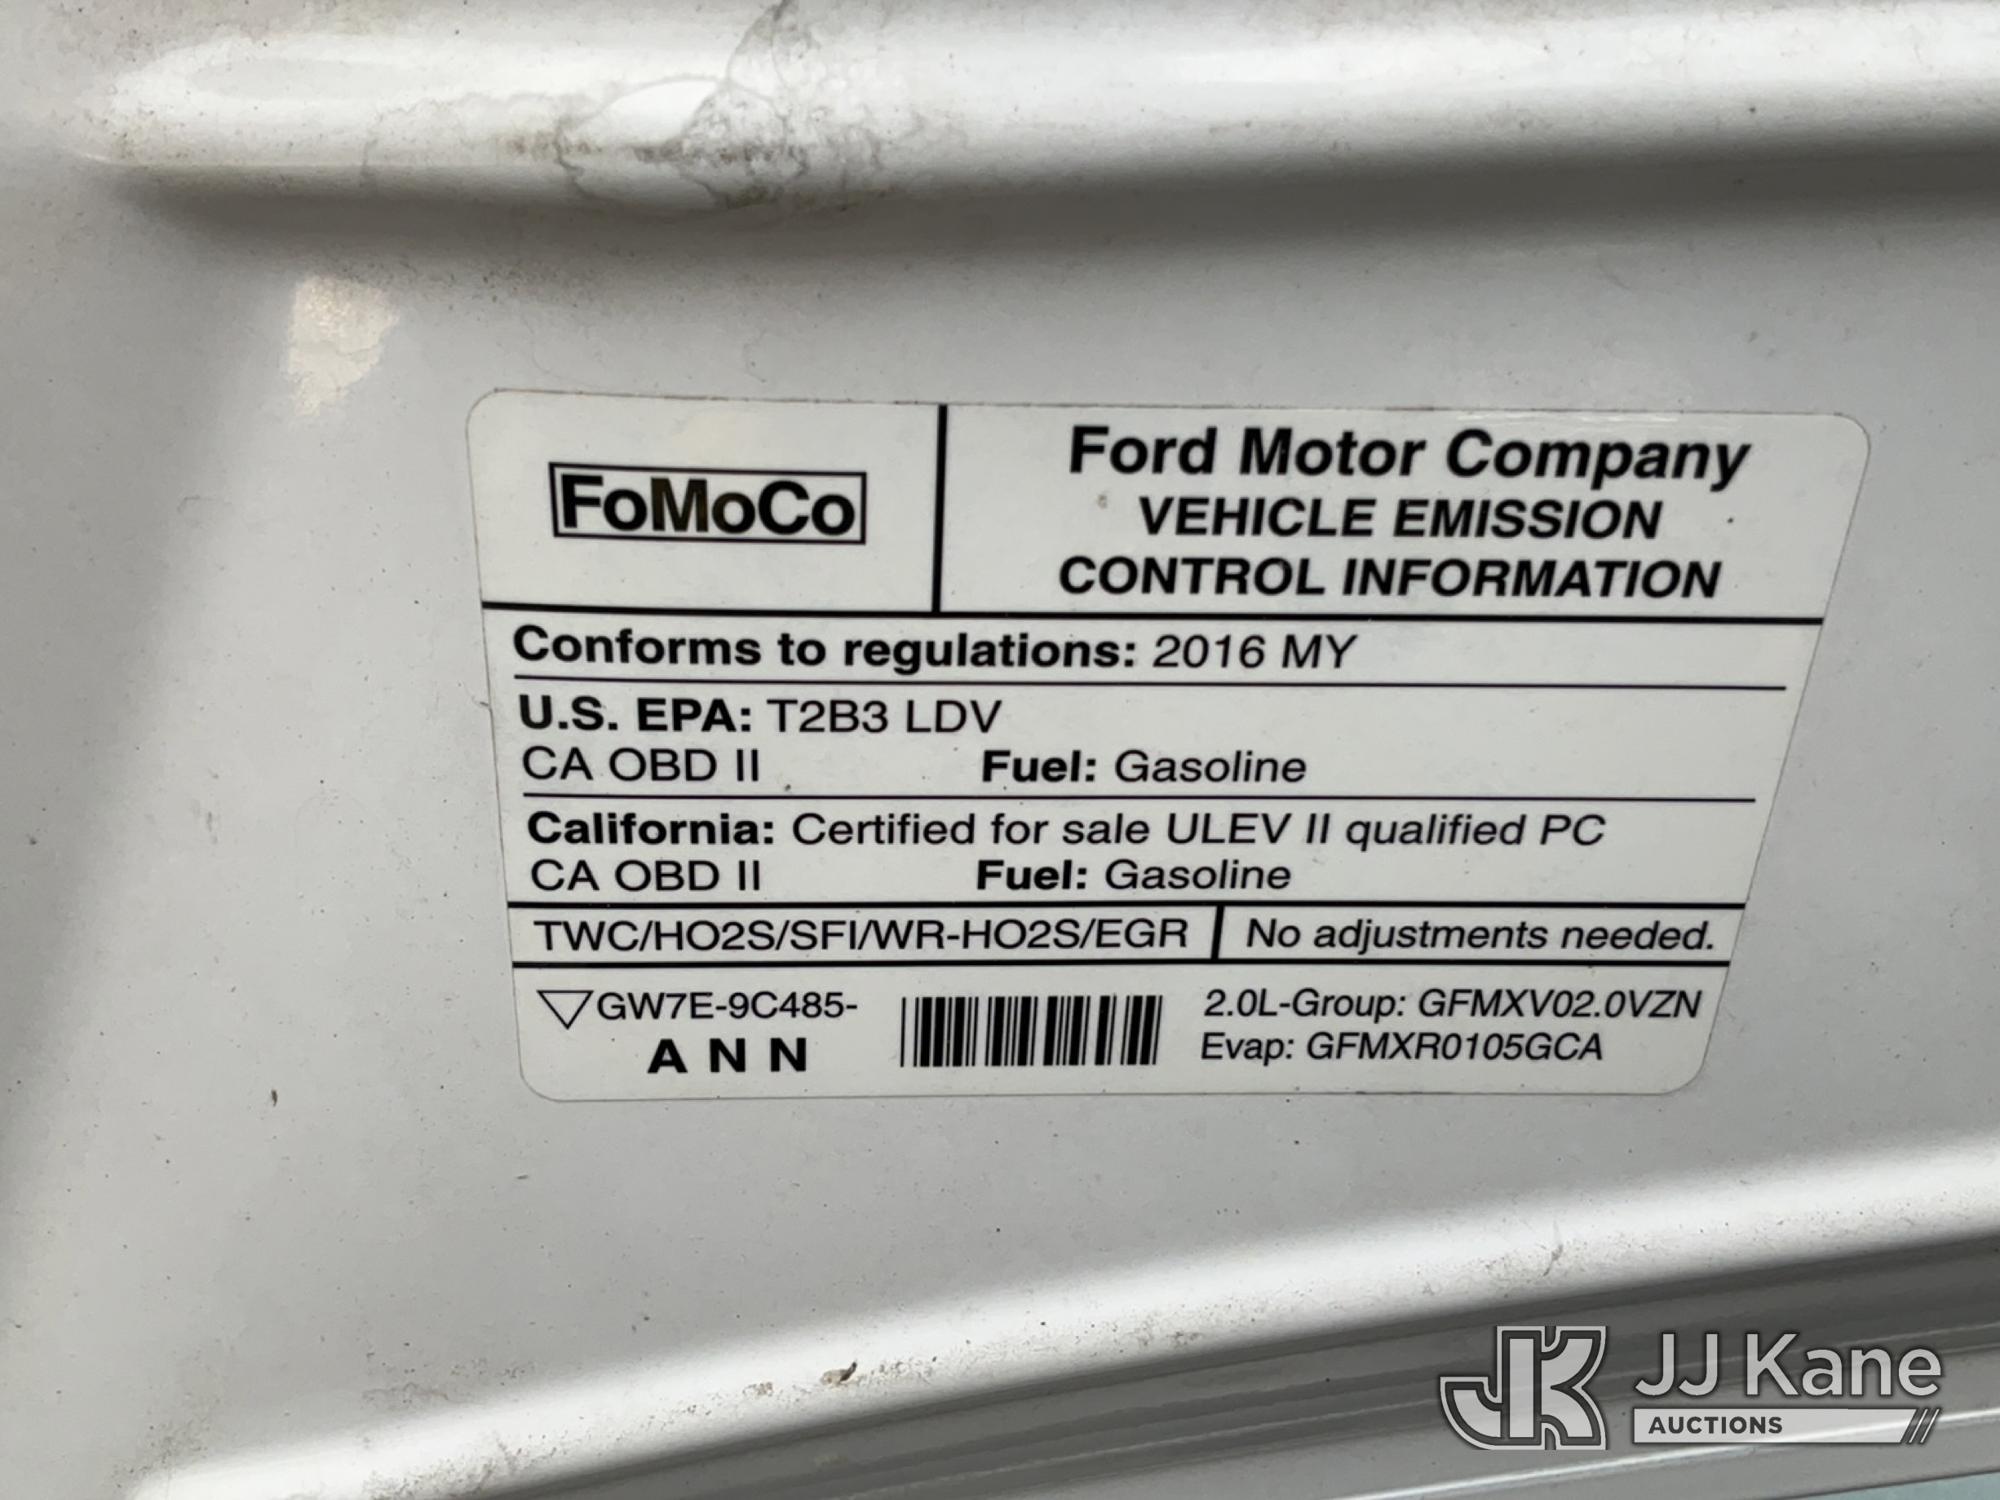 FoMoCo
Ford Motor Company
VEHICLE EMISSION
CONTROL INFORMATION
Conforms to regulations: 2016 MY
U.S. EPA: T2B3 LDV
CA OBD II Fuel: Gasoline
California: Certified for sale ULEV II qualified PC
CA OBD II Fuel: Gasoline
TWC/HO2S/SFI/WR-HO2S/EGR No adjustments needed.
GW7E-9C485-
A N N
2.0L-Group: GFMXV02.0VZN
Evap: GFMXR0105GCA
JK JJ Kane
AUCTIONS